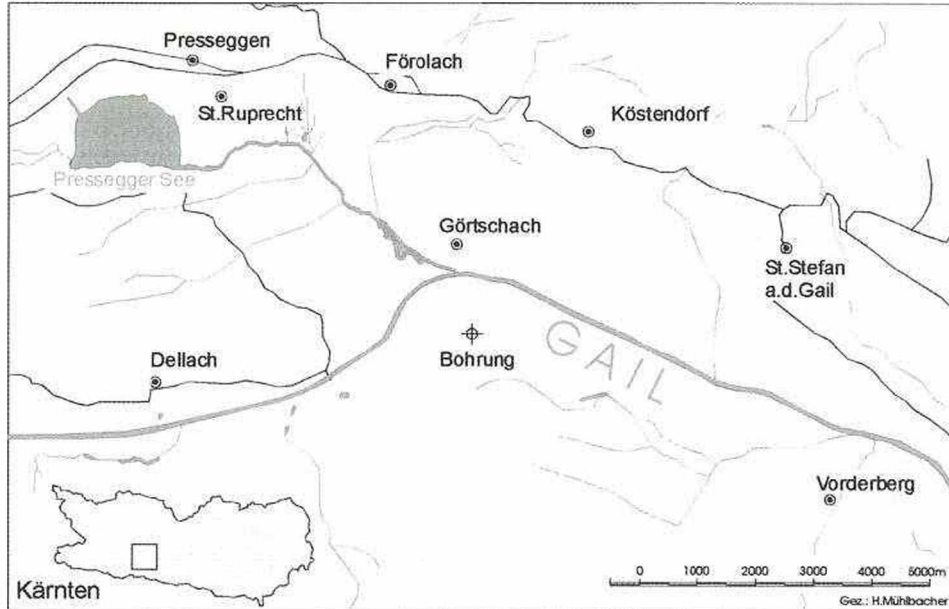 Presseggen
Förolach
St.Ruprecht
Köstendorf
Pressegger See
Görtschach
St.Stefan
a.d.Gail
Dellach
Bohrung
GAIL
Vorderberg
Kärnten
0 1000 2000 3000 4000 5000m
Gez.: H.Mühlbacher